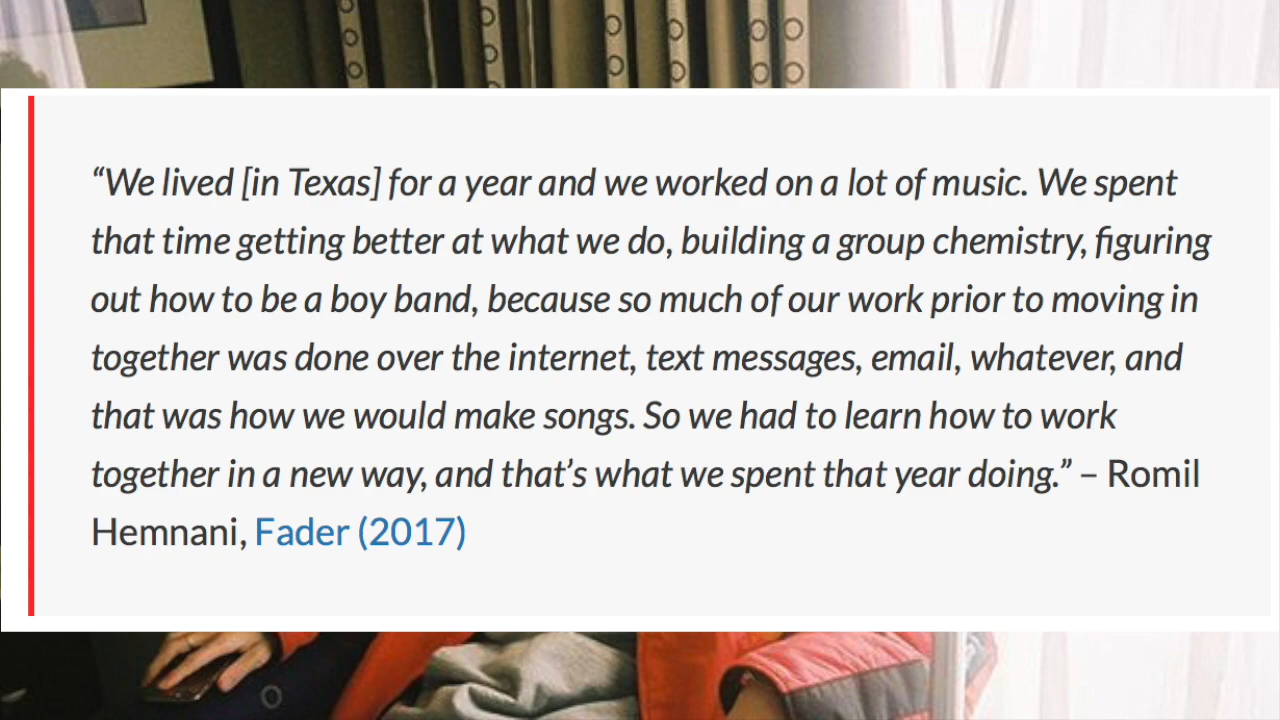 “We lived [in Texas] for a year and we worked on a lot of music. We spent
that time getting better at what we do, building a group chemistry, figuring
out how to be a boy band, because so much of our work prior to moving in
together was done over the internet, text messages, email, whatever, and
that was how we would make songs. So we had to learn how to work
together in a new way, and that’s what we spent that year doing.” – Romil
Hemnani, Fader (2017)